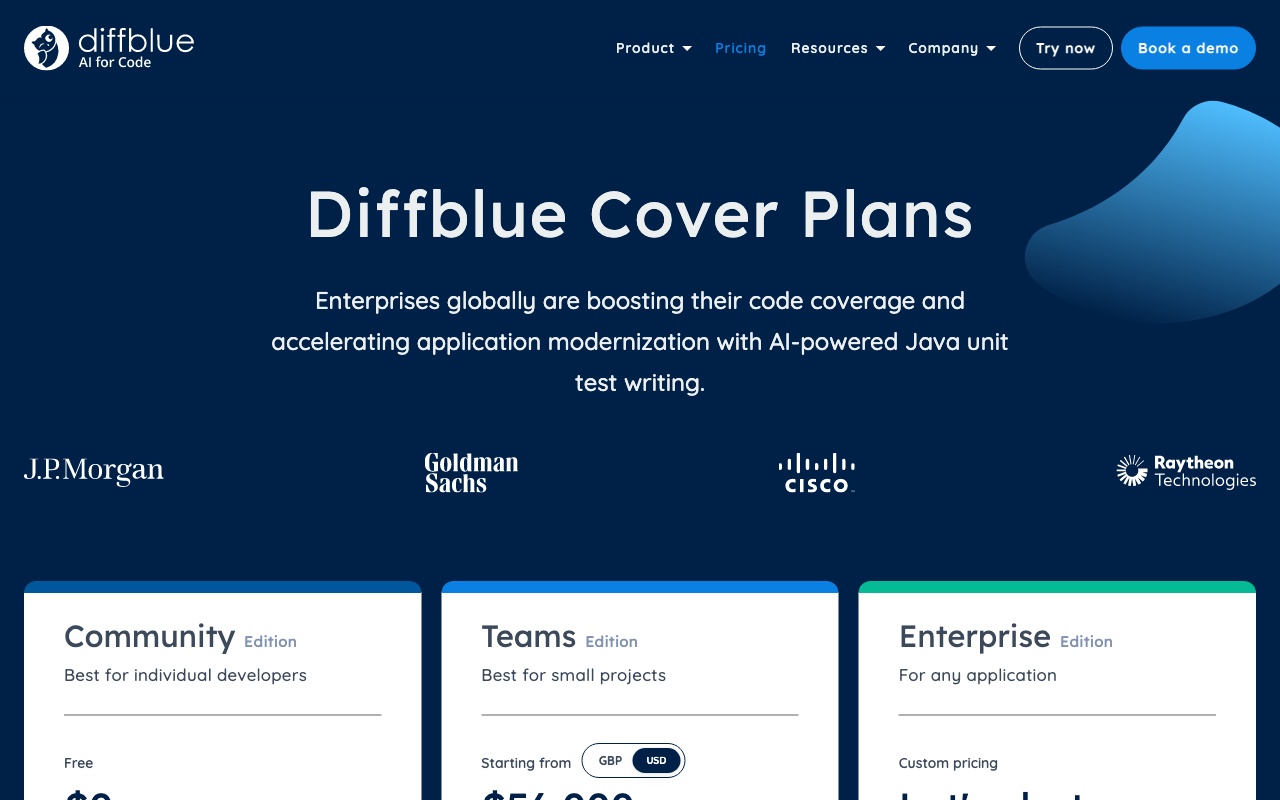 diffblue
AI for Code
Product
Pricing
Resources
Company
Try now
Book a demo
Diffblue Cover Plans
Enterprises globally are boosting their code coverage and
accelerating application modernization with AI-powered Java unit
test writing.
J.P.Morgan
Goldman
Sachs
CISCO
Raytheon
Technologies
Community Edition
Best for individual developers
Free
Teams Edition
Best for small projects
Starting from GBP USD
Enterprise Edition
For any application
Custom pricing